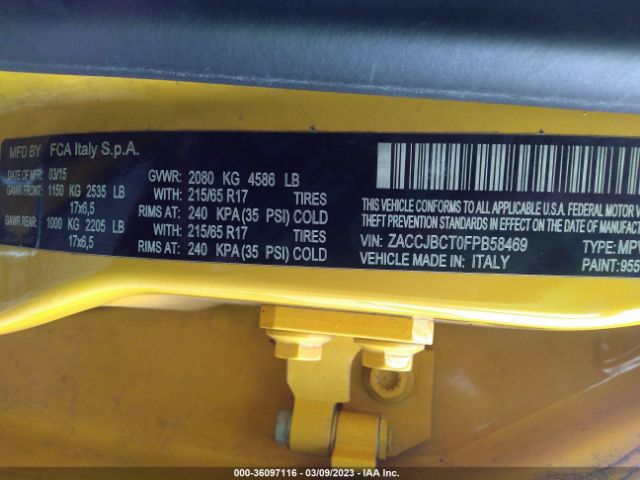 MFD BY FCA Italy S.p.A.
DATE OF MFR: 03/15 GVWR: 2080 KG 4586 LB
GAWR FRONT: 1150 KG 2535 LB WITH: 215/65 R17 TIRES
17x6,5 RIMS AT: 240 KPA(35 PSI) COLD
GAWR REAR: 1000 KG 2205 LB WITH: 215/65 R17 TIRES
17x6,5 RIMS AT: 240 KPA(35 PSI) COLD
THIS VEHICLE CONFORMS TO ALL APPLICABLE U.S.A. FEDERAL MOTOR
THEFT PREVENTION STANDARDS IN EFFECT ON THE DATE OF MANUFACTUR
VIN: ZACCJBCT0FPB58469 TYPE: MPV
VEHICLE MADE IN: ITALY PAINT: 955
000-36097116 - 03/09/2023 - IAA Inc.